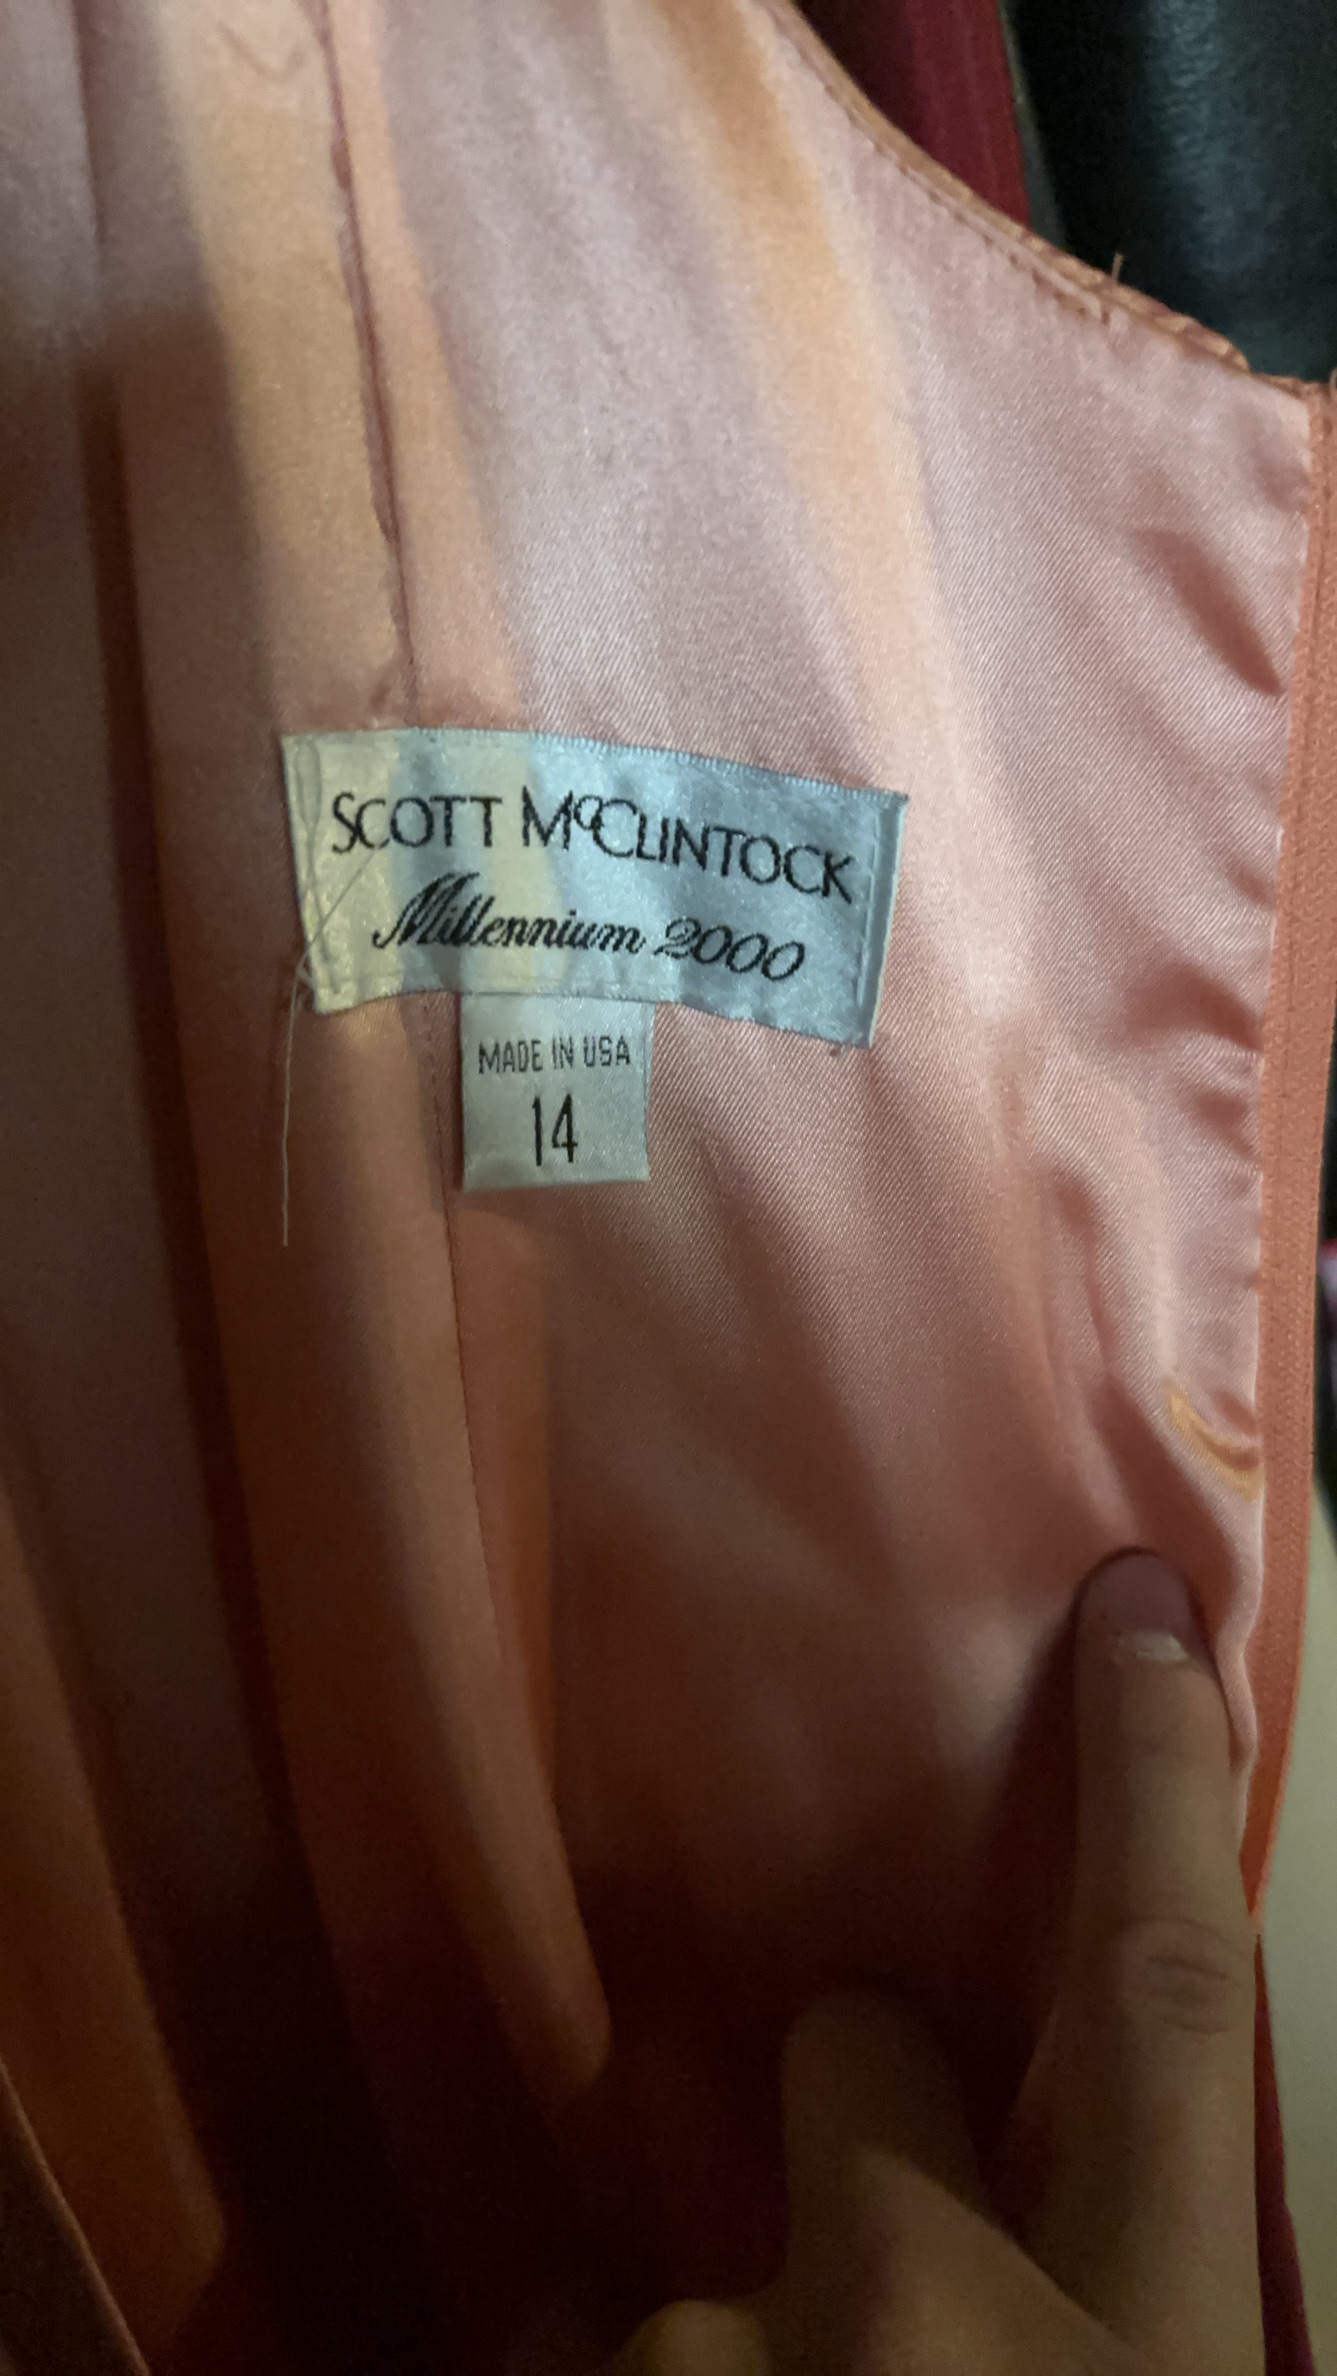 SCOTT McCLINTOCK
Millennium 2000
MADE IN USA
14